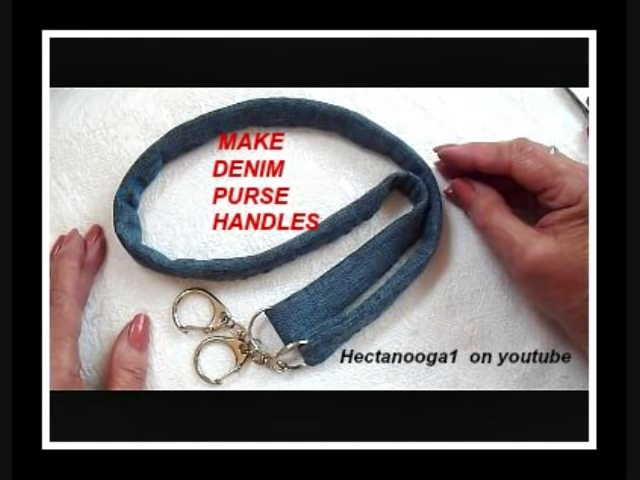 MAKE
DENIM
PURSE
HANDLES
Hectanooga1 on youtube